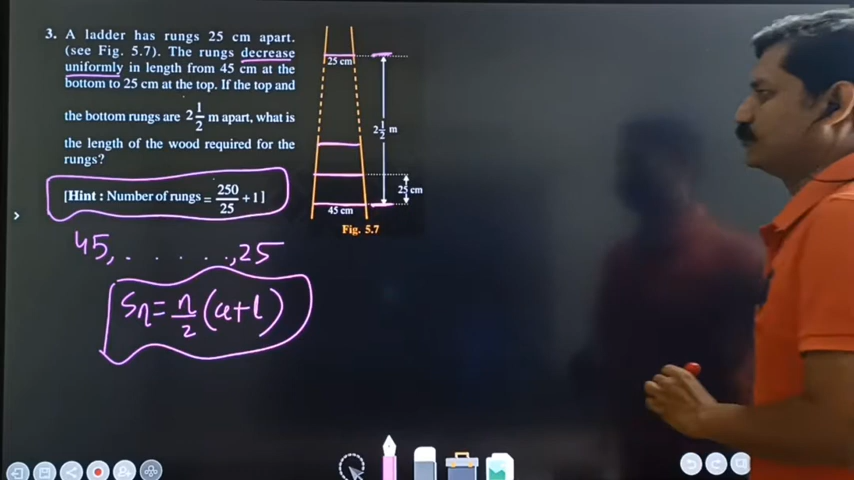 3. A ladder has rungs 25 cm apart.
(see Fig. 5.7). The rungs decrease
uniformly in length from 45 cm at the
bottom to 25 cm at the top. If the top and
the bottom rungs are 2 1/2 m apart, what is
the length of the wood required for the
rungs?
[Hint : Number of rungs = 250/25 + 1]
45, . . . . . ., 25
Sn = n/2 (a+l)
25 cm
2 1/2 m
25 cm
45 cm
Fig. 5.7